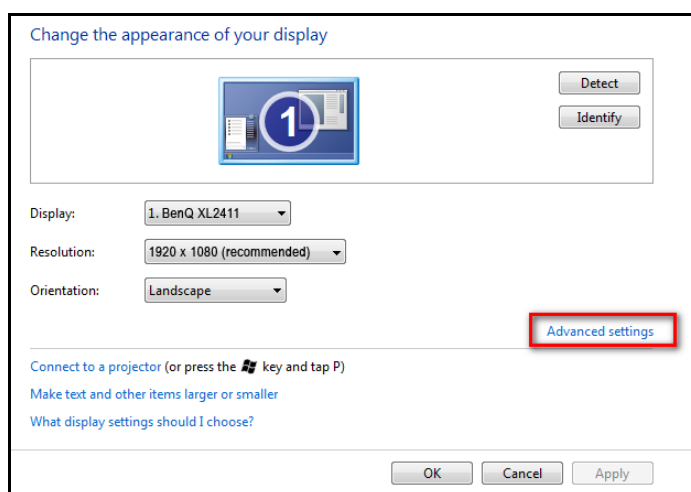 Change the appearance of your display
1
Detect
Identify
Display: 1. BenQ XL2411
Resolution: 1920 x 1080 (recommended)
Orientation: Landscape
Advanced settings
Connect to a projector (or press the key and tap P)
Make text and other items larger or smaller
What display settings should I choose?
OK Cancel Apply